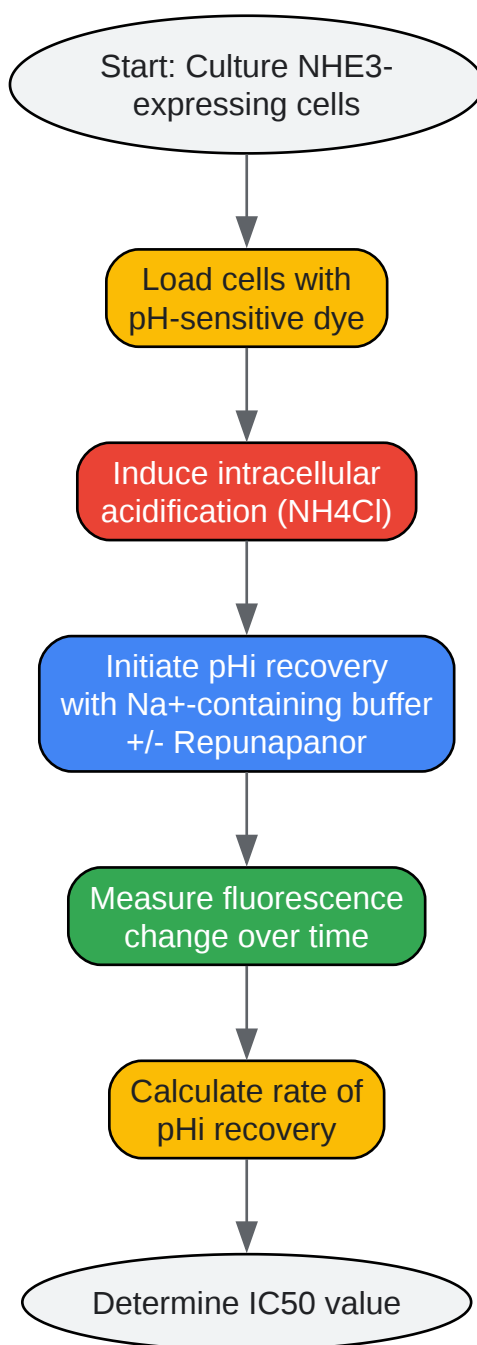 Start: Culture NHE3-
expressing cells
Load cells with
pH-sensitive dye
Induce intracellular
acidification (NH4Cl)
Initiate pHi recovery
with Na+-containing buffer
+/- Repunapanor
Measure fluorescence
change over time
Calculate rate of
pHi recovery
Determine IC50 value